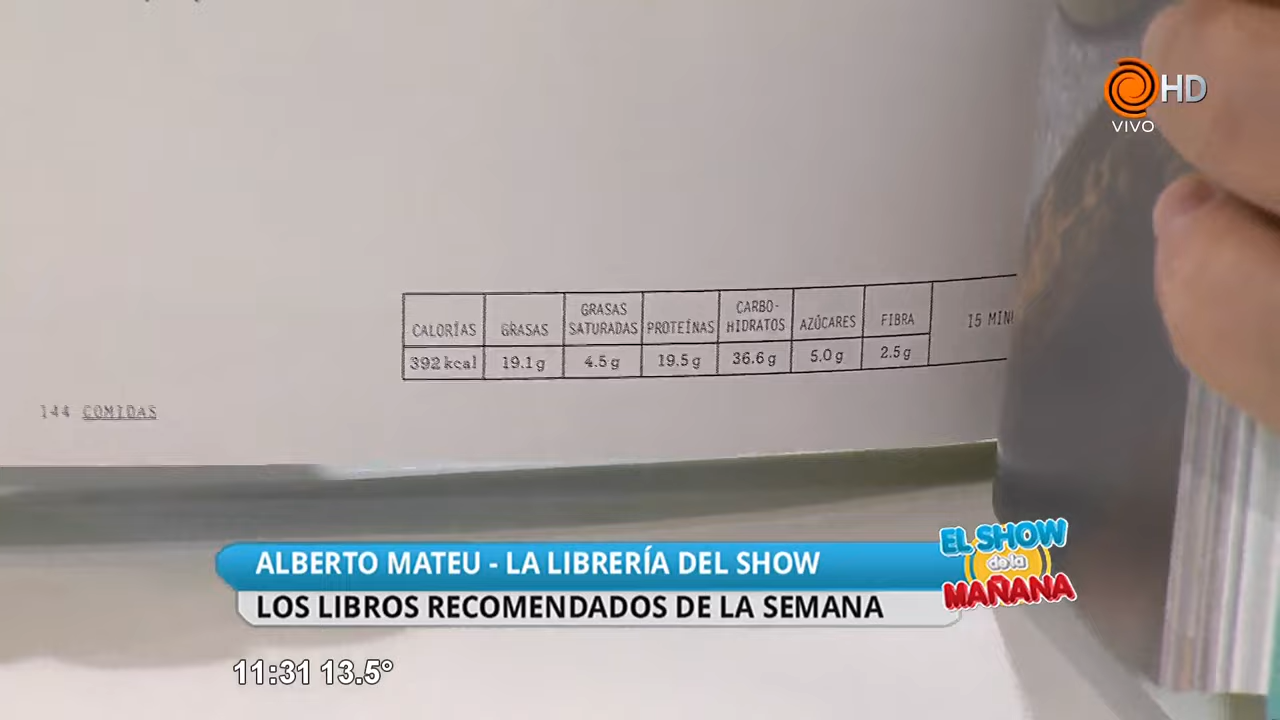 HD
VIVO
CALORÍAS GRASAS GRASAS SATURADAS PROTEÍNAS CARBO-HIDRATOS AZÚCARES FIBRA 15
392 kcal 19.1 g 4.5 g 19.5 g 36.6 g 5.0 g 2.5 g
144 COMIDAS
ALBERTO MATEU - LA LIBRERÍA DEL SHOW
LOS LIBROS RECOMENDADOS DE LA SEMANA
EL SHOW
de la
MAÑANA
11:31 13.5°